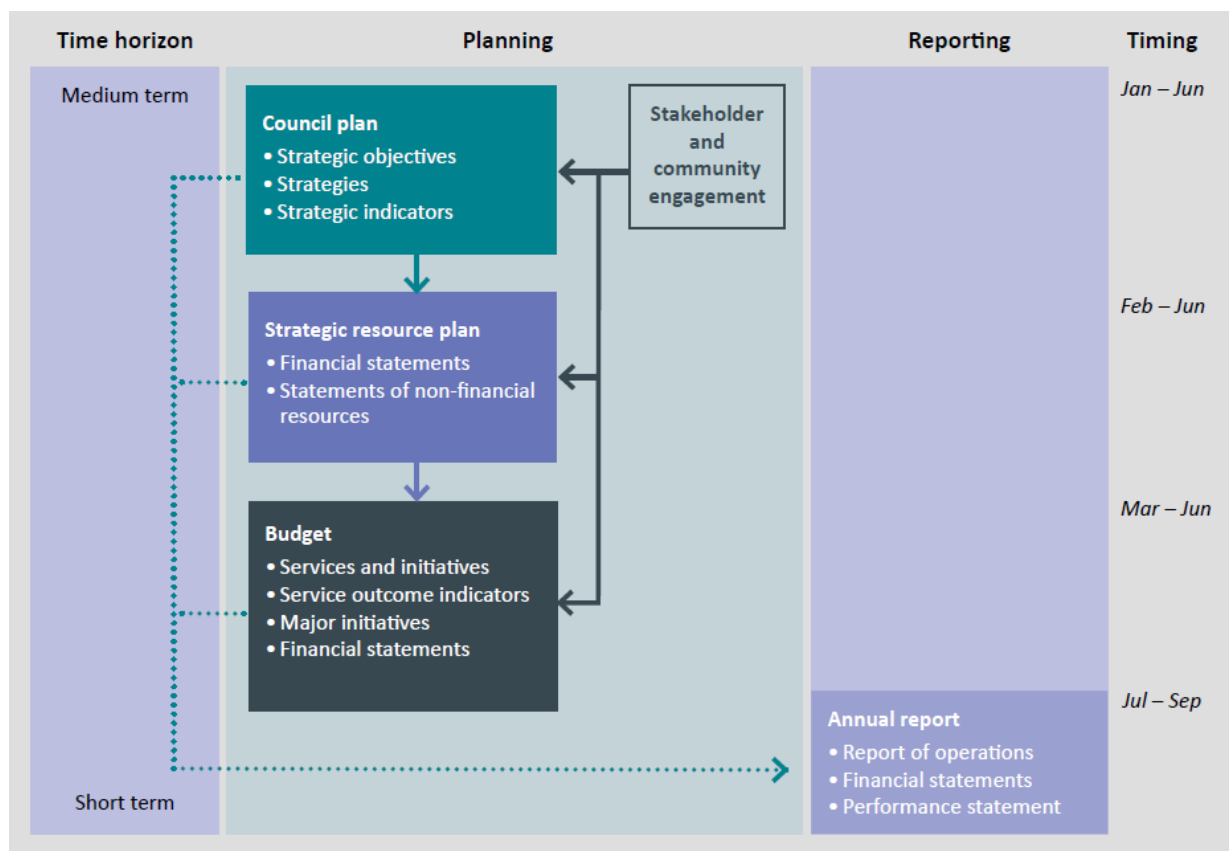 Time horizon
Planning
Reporting
Timing
Medium term
Jan – Jun
Council plan
• Strategic objectives
• Strategies
• Strategic indicators
Stakeholder
and
community
engagement
Feb – Jun
Strategic resource plan
• Financial statements
• Statements of non-financial
resources
Mar – Jun
Budget
• Services and initiatives
• Service outcome indicators
• Major initiatives
• Financial statements
Jul – Sep
Annual report
• Report of operations
• Financial statements
• Performance statement
Short term